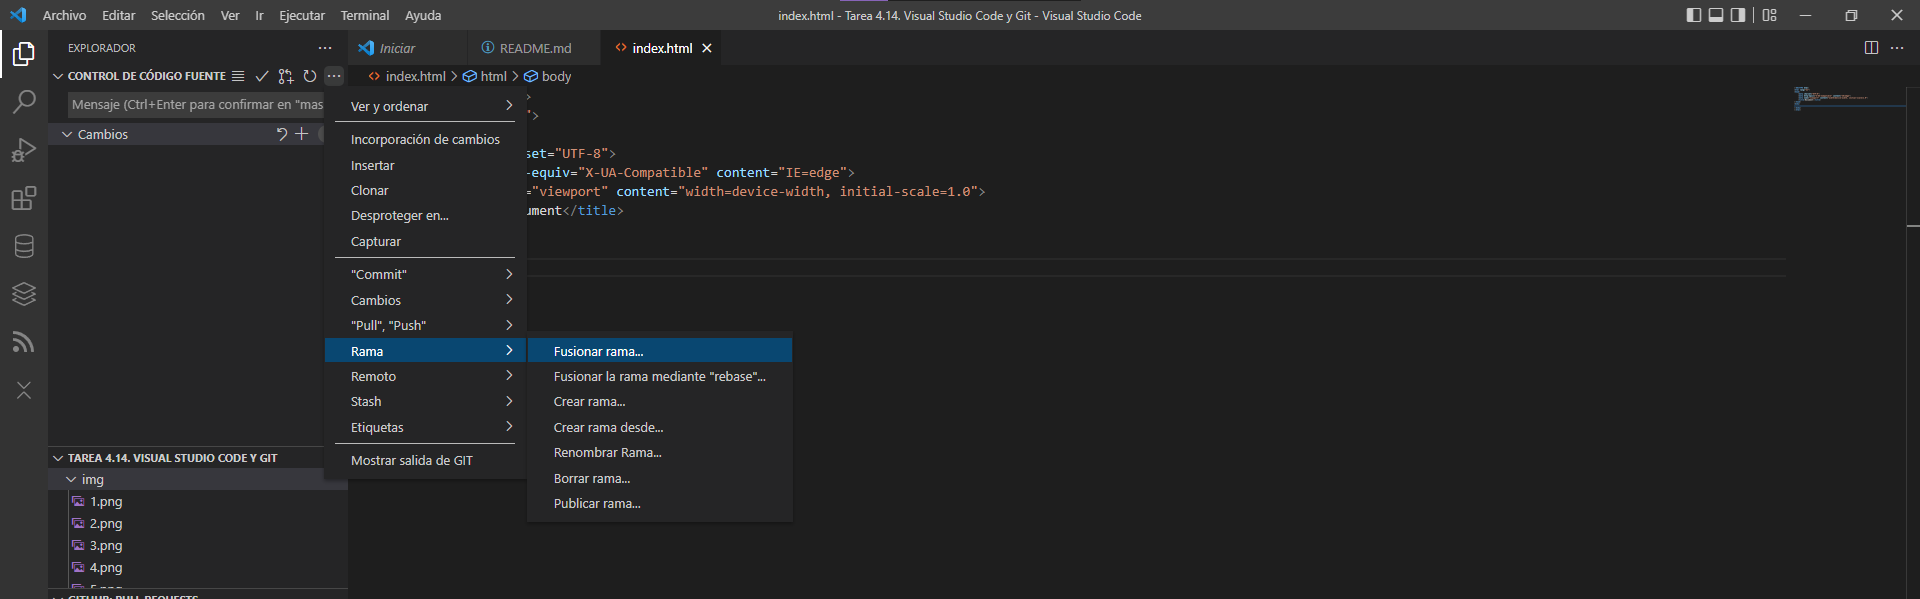 Archivo Editar Selección Ver Ir Ejecutar Terminal Ayuda
index.html - Tarea 4.14. Visual Studio Code y Git - Visual Studio Code
EXPLORADOR
Iniciar
README.md
index.html
CONTROL DE CÓDIGO FUENTE
index.html > html > body
Mensaje (Ctrl+Enter para confirmar en "mas
Cambios
Ver y ordenar
Incorporación de cambios
Insertar
Clonar
Desproteger en...
Capturar
"Commit"
Cambios
"Pull", "Push"
Rama
Remoto
Stash
Etiquetas
Mostrar salida de GIT
Fusionar rama...
Fusionar la rama mediante "rebase"...
Crear rama...
Crear rama desde...
Renombrar Rama...
Borrar rama...
Publicar rama...
>
">
set="UTF-8">
-equiv="X-UA-Compatible" content="IE=edge">
="viewport" content="width=device-width, initial-scale=1.0">
ument</title>
TAREA 4.14. VISUAL STUDIO CODE Y GIT
img
1.png
2.png
3.png
4.png
5.png
GITHUB: PULL REQUESTS